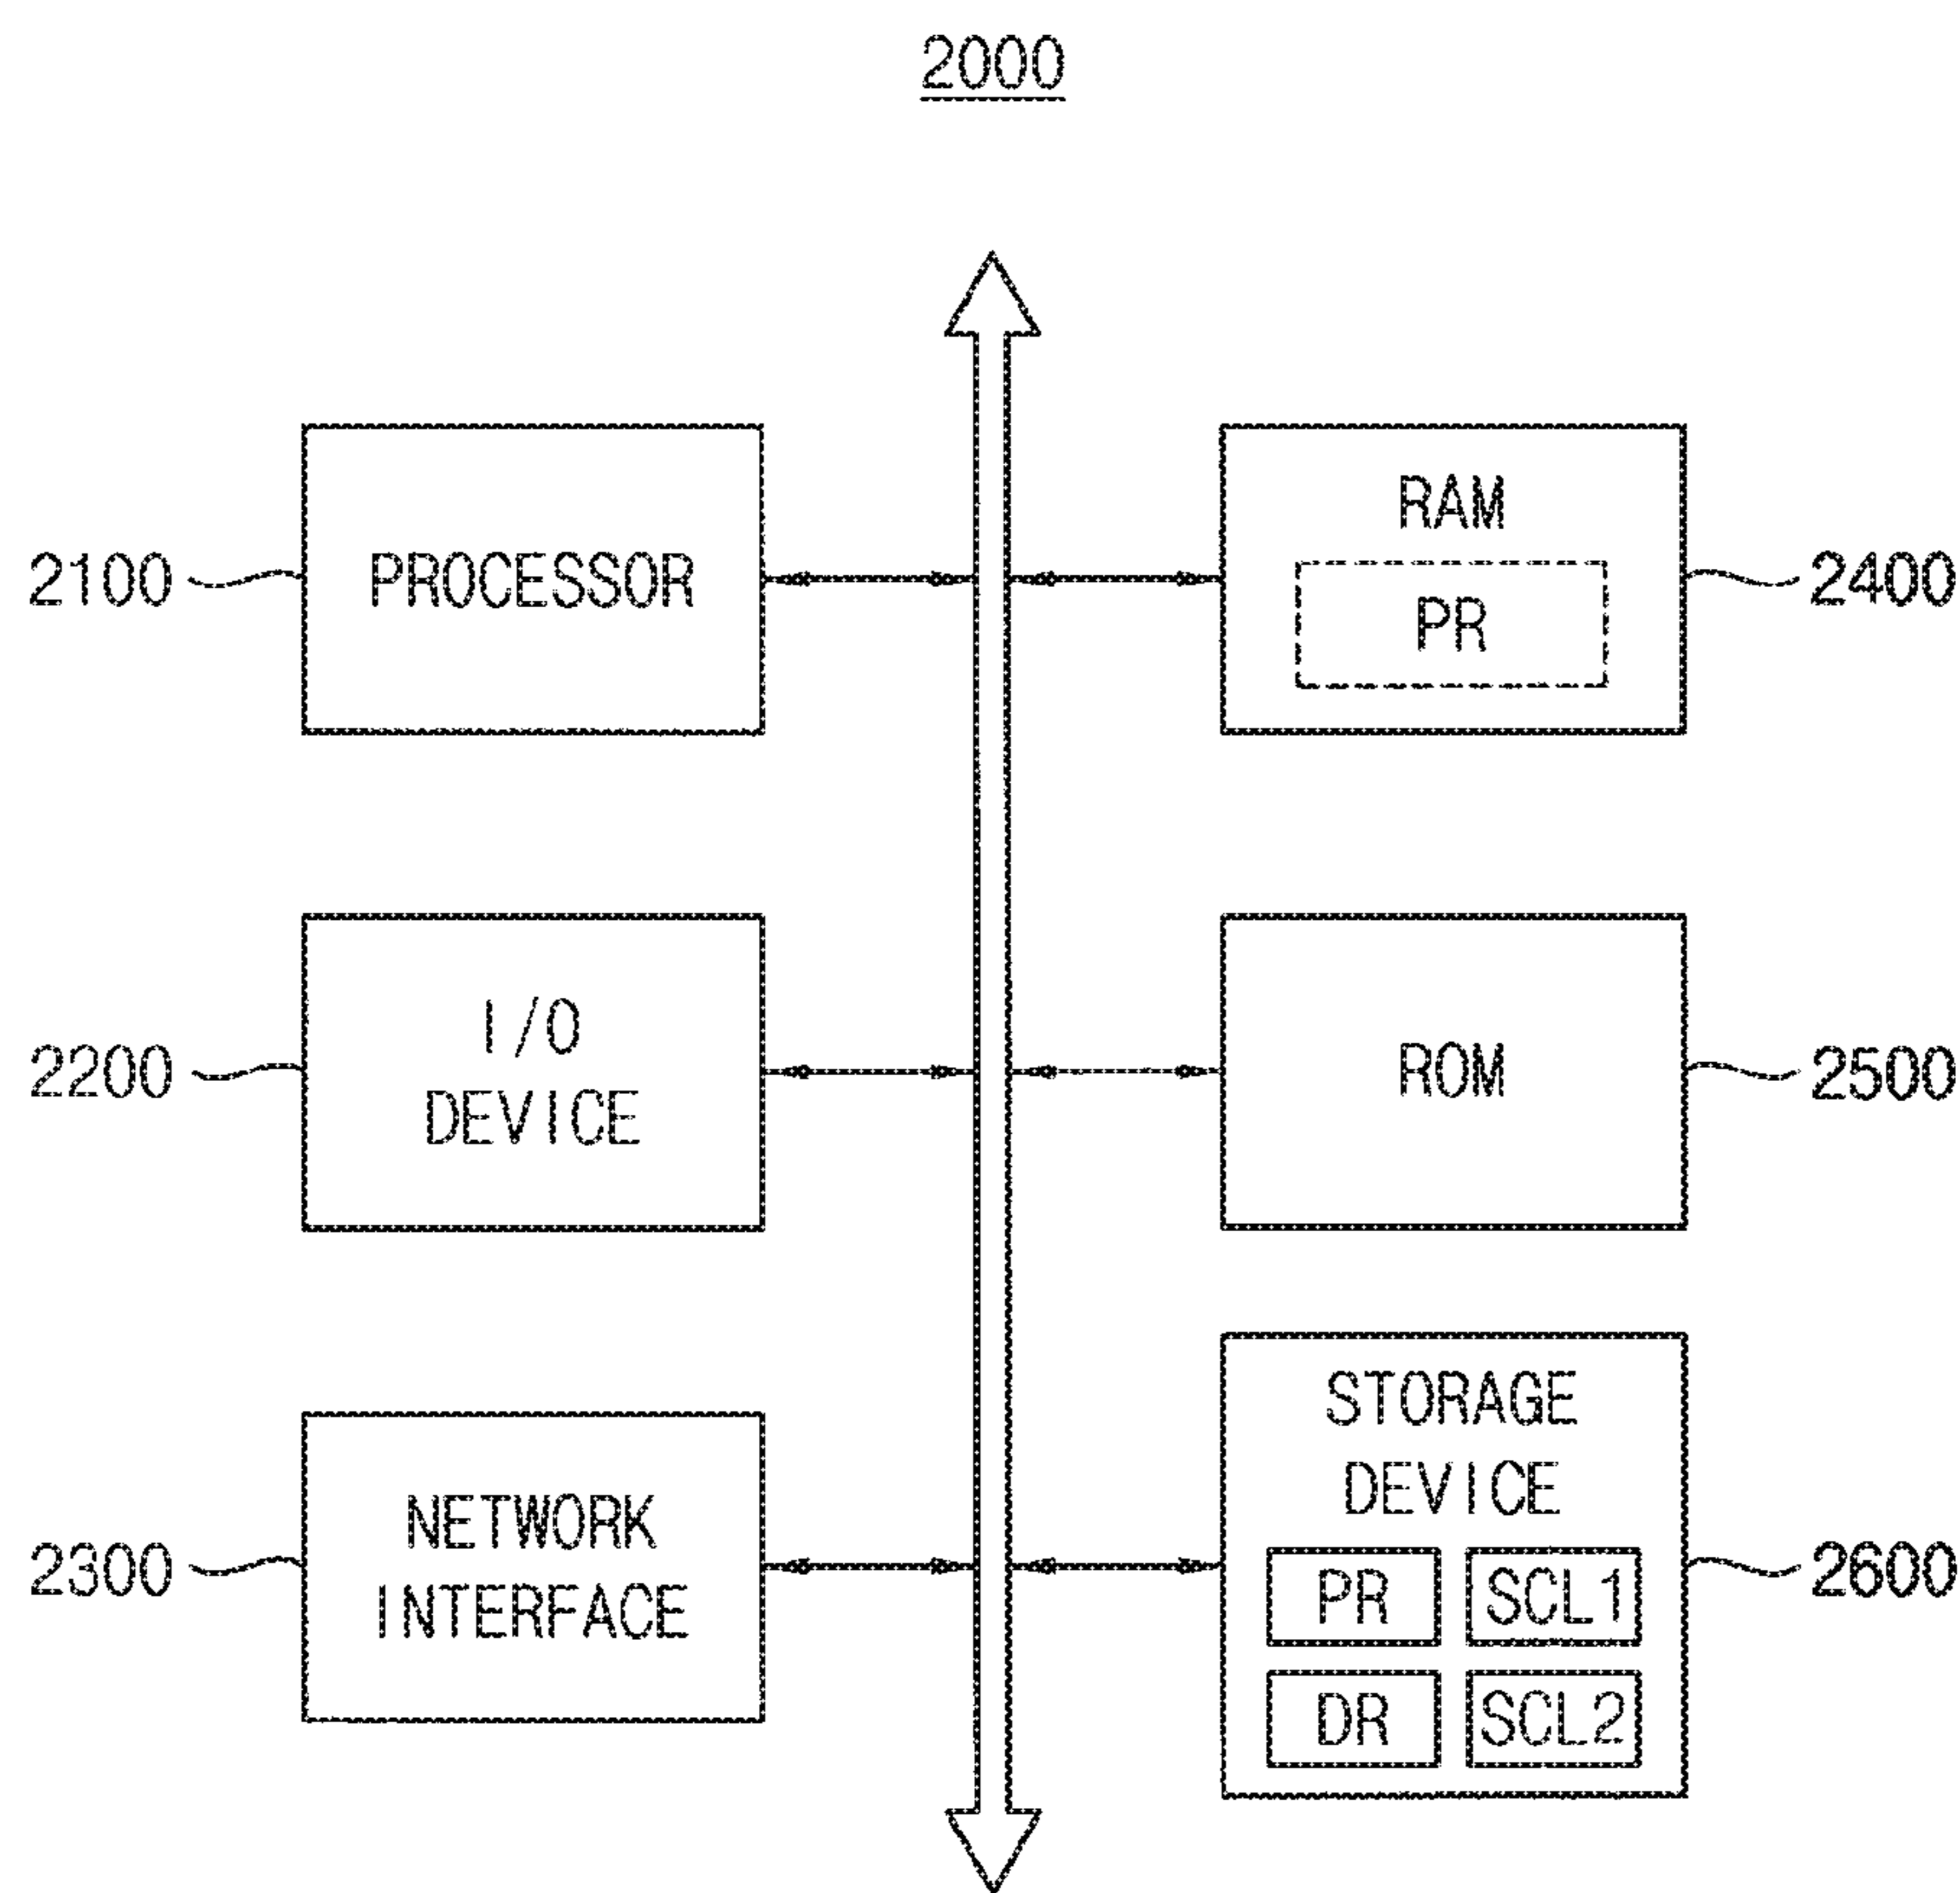 2000
2100
PROCESSOR
RAM
PR
2400
2200
I/O
DEVICE
ROM
2500
2300
NETWORK
INTERFACE
STORAGE
DEVICE
PR
SCL1
DR
SCL2
2600